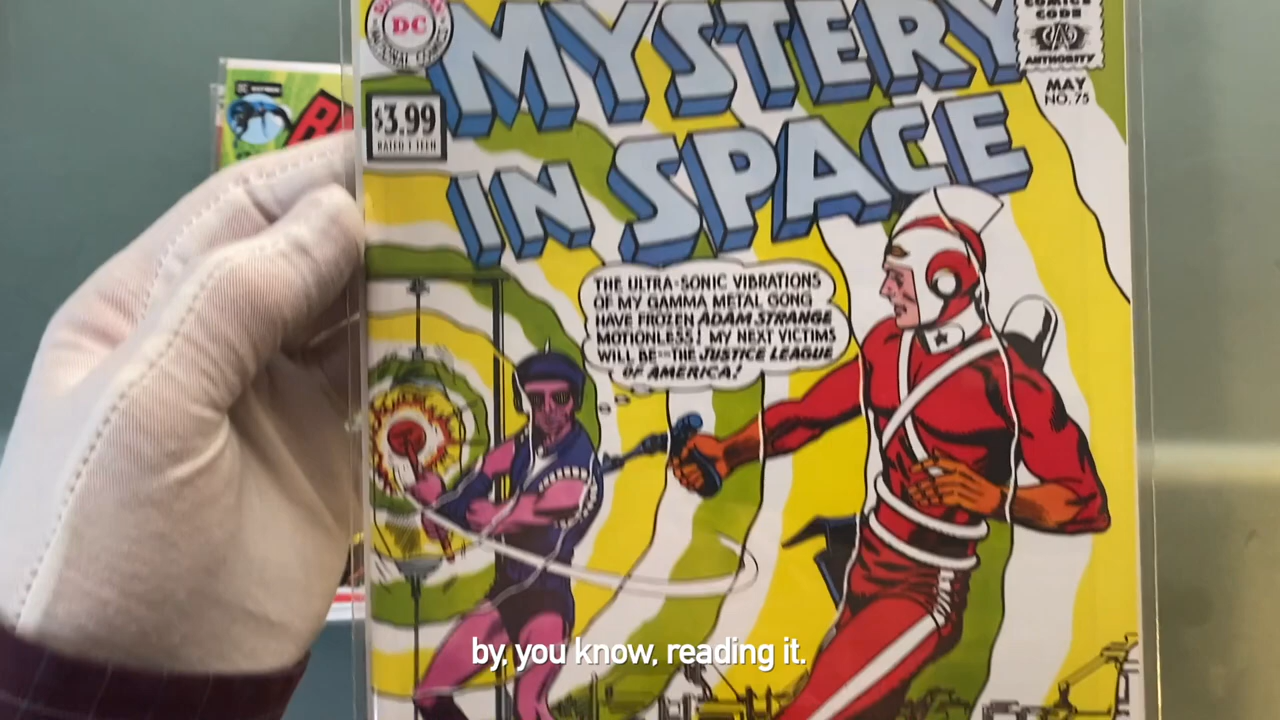 MYSTERY
IN SPACE
DC
NATIONAL COMICS
$3.99
RATED T TEEN
COMICS
CODE
AUTHORITY
MAY
NO. 75
THE ULTRA-SONIC VIBRATIONS
OF MY GAMMA METAL GONG
HAVE FROZEN ADAM STRANGE
MOTIONLESS! MY NEXT VICTIMS
WILL BE--THE JUSTICE LEAGUE
OF AMERICA!
by, you know, reading it.